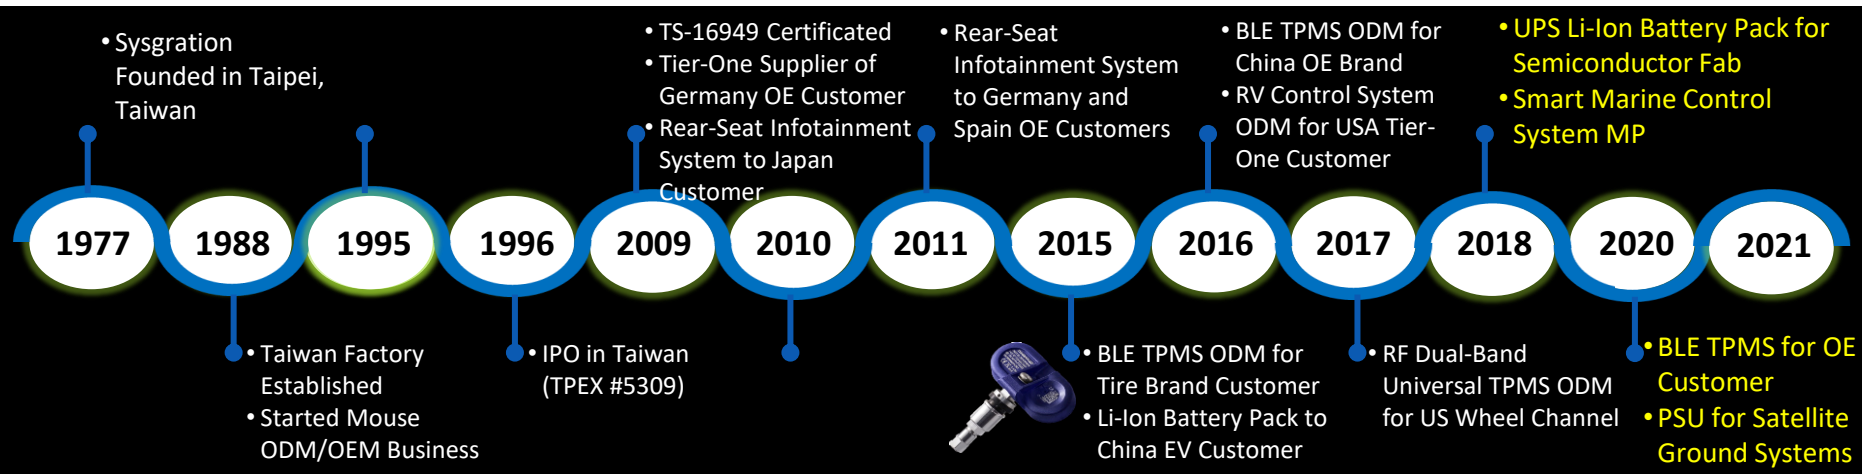 • Sysgration
Founded in Taipei,
Taiwan
• TS-16949 Certificated
• Tier-One Supplier of
Germany OE Customer
• Rear-Seat Infotainment
System to Japan
Customer
• Rear-Seat
Infotainment System
to Germany and
Spain OE Customers
• BLE TPMS ODM for
China OE Brand
• RV Control System
ODM for USA Tier-
One Customer
• UPS Li-Ion Battery Pack for
Semiconductor Fab
• Smart Marine Control
System MP
1977
1988
1995
1996
2009
2010
2011
2015
2016
2017
2018
2020
2021
• Taiwan Factory
Established
• Started Mouse
ODM/OEM Business
• IPO in Taiwan
(TPEX #5309)
• BLE TPMS ODM for
Tire Brand Customer
• Li-Ion Battery Pack to
China EV Customer
• RF Dual-Band
Universal TPMS ODM
for US Wheel Channel
• BLE TPMS for OE
Customer
• PSU for Satellite
Ground Systems